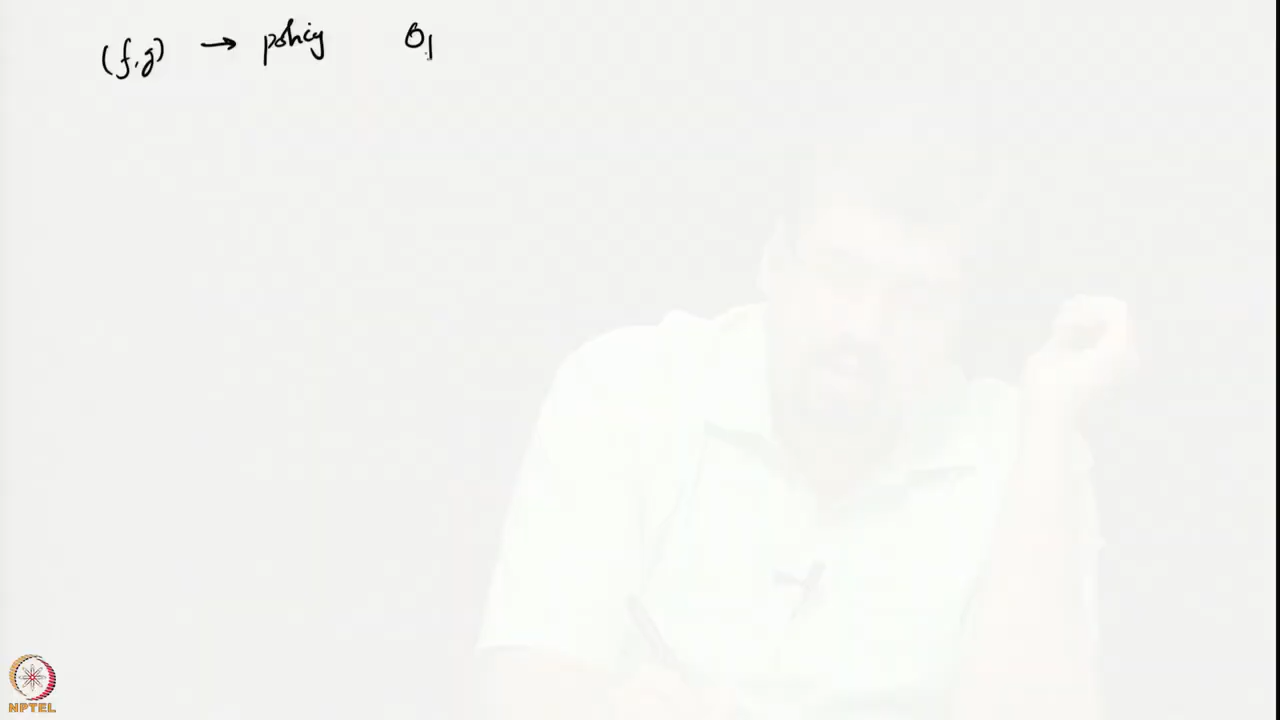 (f,g) → policy θ₁
NPTEL